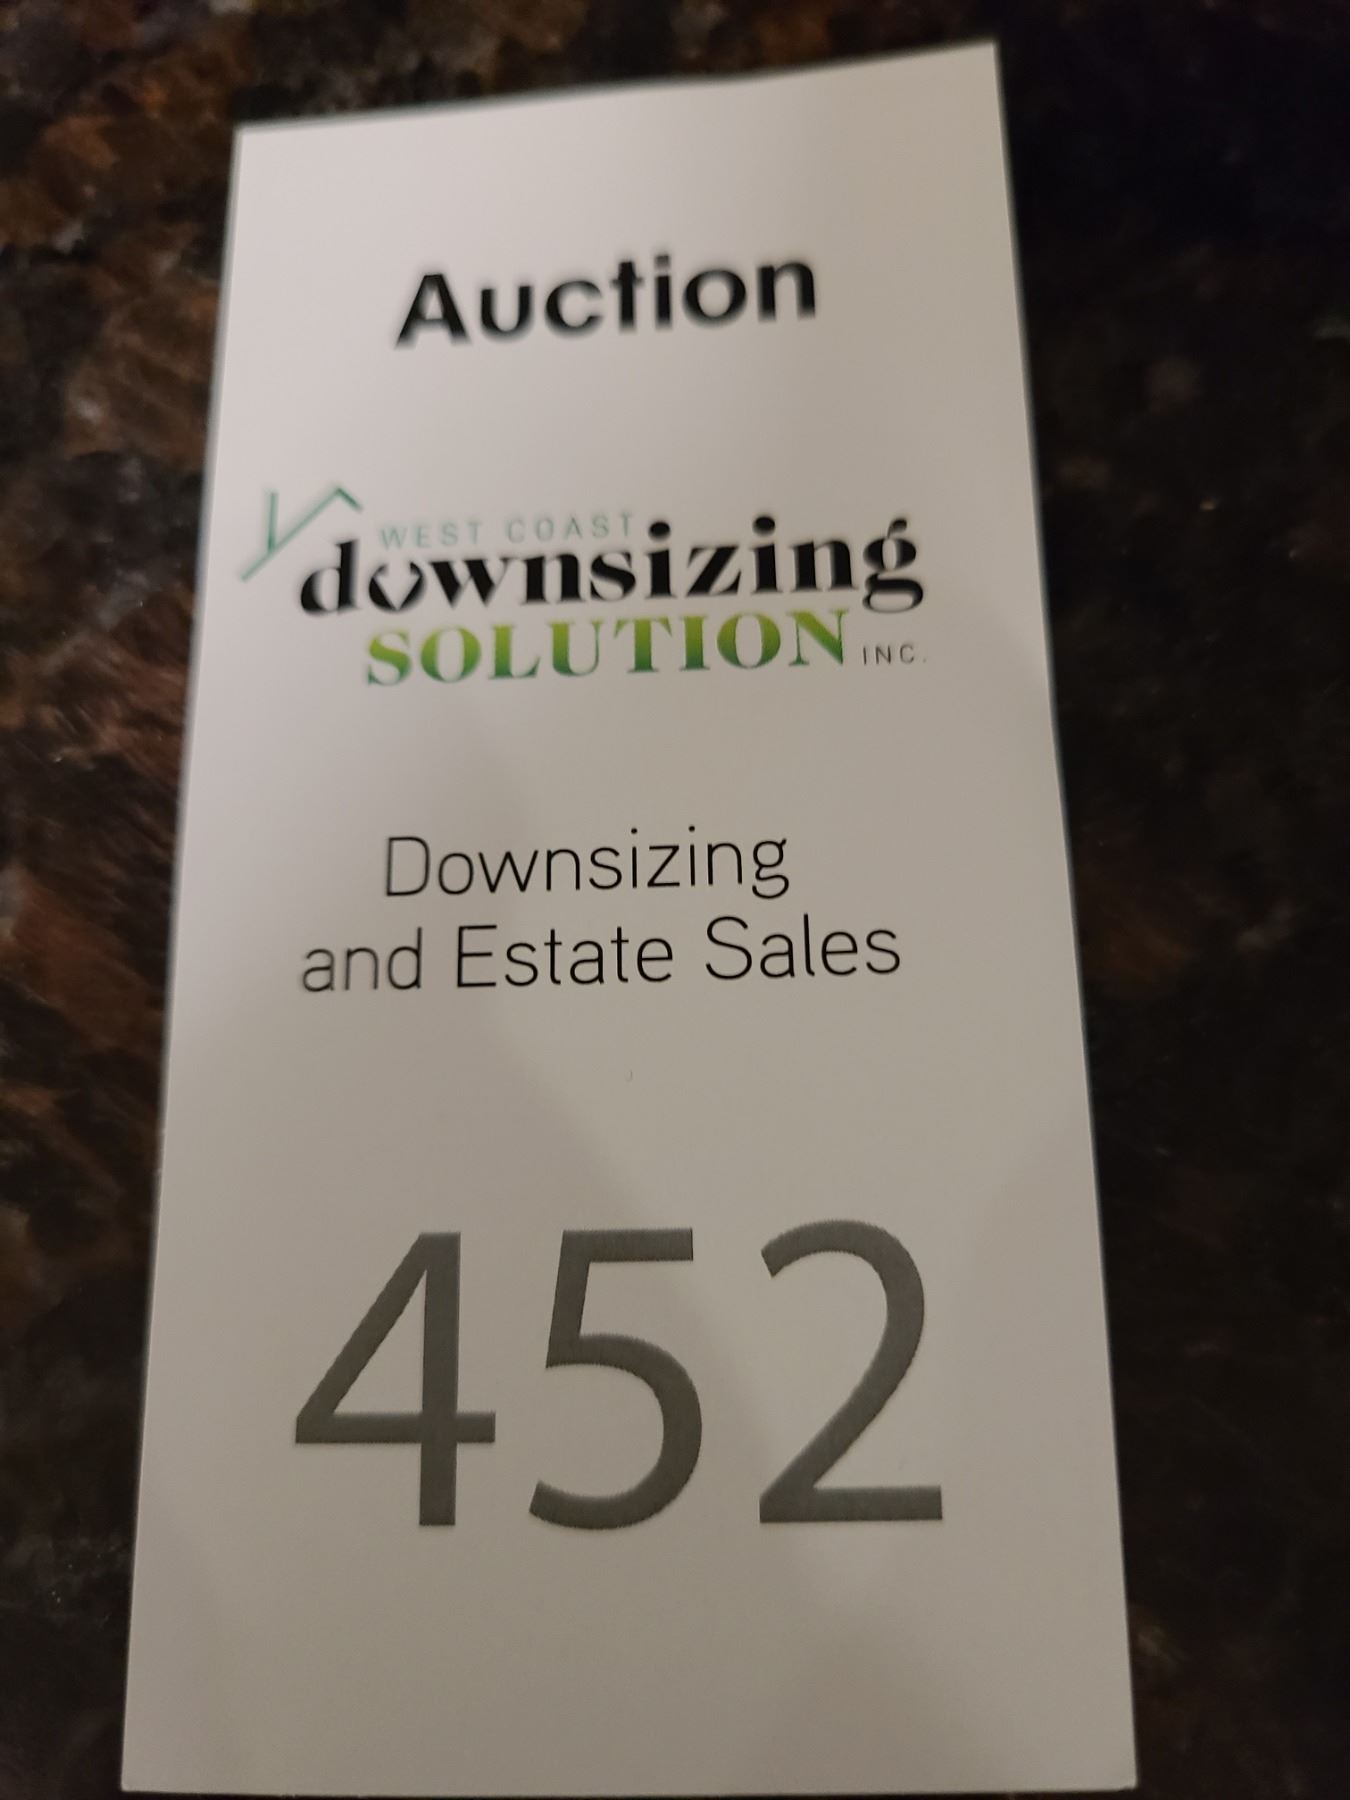 Auction
WEST COAST
downsizing
SOLUTION INC.
Downsizing
and Estate Sales
452